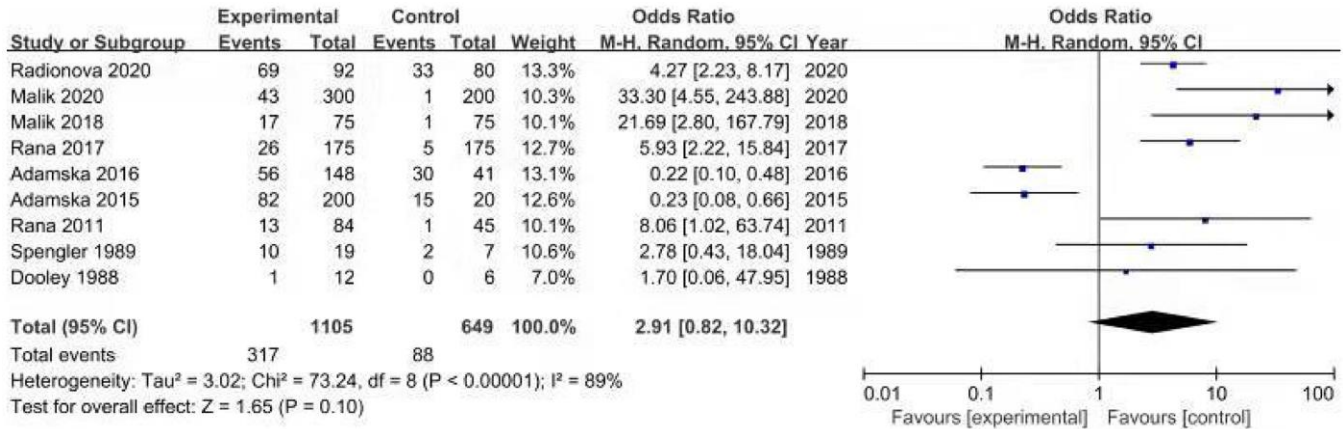 Experimental Control Odds Ratio Odds Ratio
Study or Subgroup Events Total Events Total Weight M-H. Random. 95% CI Year M-H. Random. 95% CI
Radionova 2020 69 92 33 80 13.3% 4.27 [2.23, 8.17] 2020
Malik 2020 43 300 1 200 10.3% 33.30 [4.55, 243.88] 2020
Malik 2018 17 75 1 75 10.1% 21.69 [2.80, 167.79] 2018
Rana 2017 26 175 5 175 12.7% 5.93 [2.22, 15.84] 2017
Adamska 2016 56 148 30 41 13.1% 0.22 [0.10, 0.48] 2016
Adamska 2015 82 200 15 20 12.6% 0.23 [0.08, 0.66] 2015
Rana 2011 13 84 1 45 10.1% 8.06 [1.02, 63.74] 2011
Spengler 1989 10 19 2 7 10.6% 2.78 [0.43, 18.04] 1989
Dooley 1988 1 12 0 6 7.0% 1.70 [0.06, 47.95] 1988
Total (95% CI) 1105 649 100.0% 2.91 [0.82, 10.32]
Total events 317 88
Heterogeneity: Tau² = 3.02; Chi² = 73.24, df = 8 (P < 0.00001); I² = 89%
Test for overall effect: Z = 1.65 (P = 0.10)
0.01 0.1 1 10 100
Favours [experimental] Favours [control]